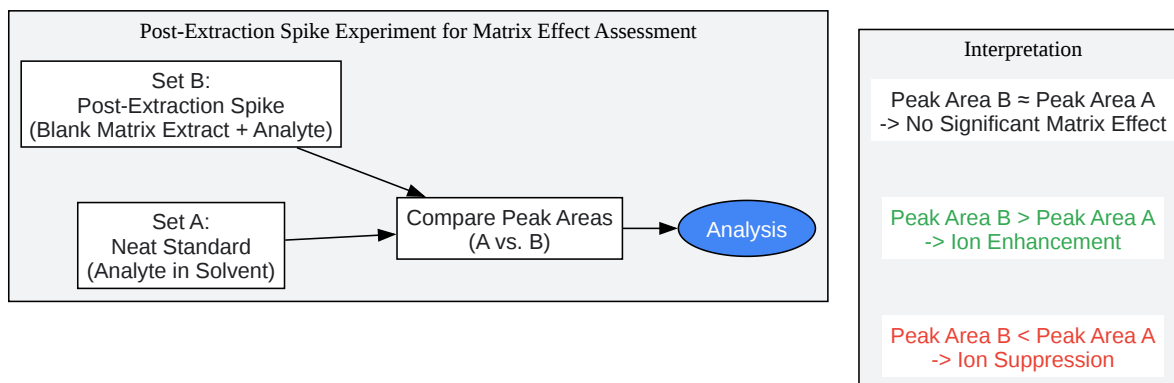 Post-Extraction Spike Experiment for Matrix Effect Assessment
Set B:
Post-Extraction Spike
(Blank Matrix Extract + Analyte)
Set A:
Neat Standard
(Analyte in Solvent)
Compare Peak Areas
(A vs. B)
Analysis
Interpretation
Peak Area B ≈ Peak Area A
-> No Significant Matrix Effect
Peak Area B > Peak Area A
-> Ion Enhancement
Peak Area B < Peak Area A
-> Ion Suppression